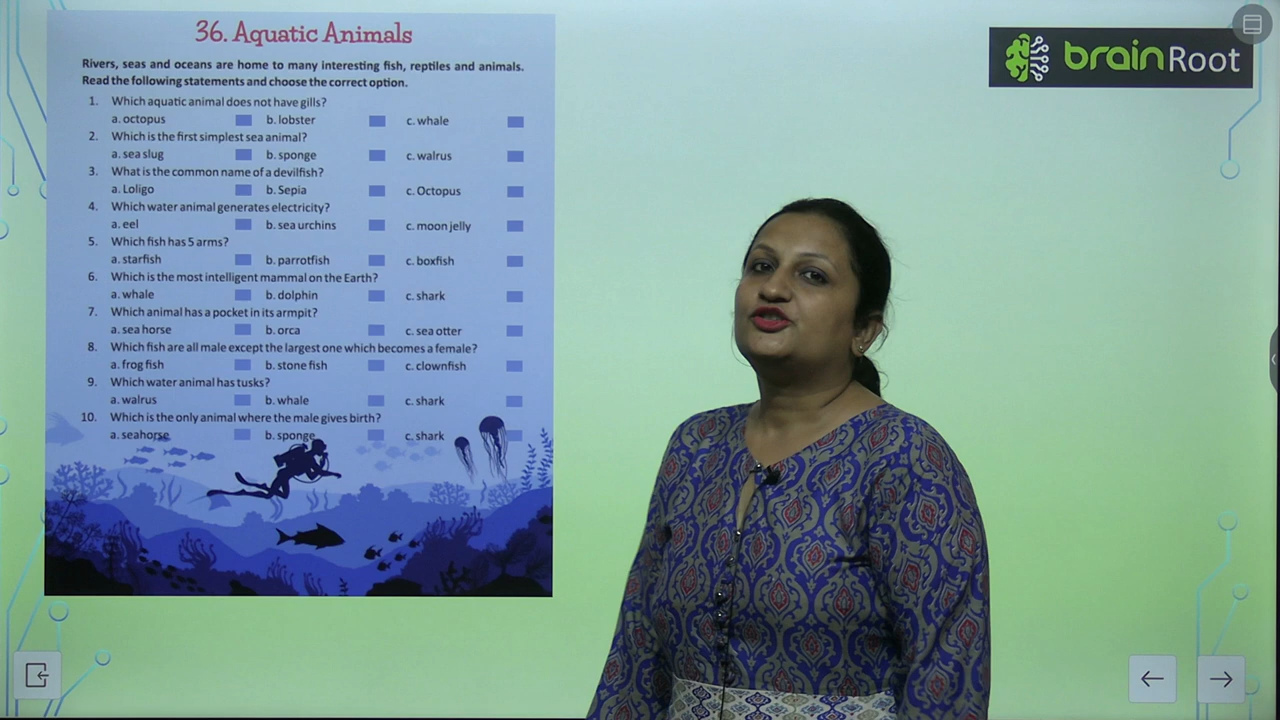 36. Aquatic Animals
Rivers, seas and oceans are home to many interesting fish, reptiles and animals.
Read the following statements and choose the correct option.
1. Which aquatic animal does not have gills?
a. octopus b. lobster c. whale
2. Which is the first simplest sea animal?
a. sea slug b. sponge c. walrus
3. What is the common name of a devilfish?
a. Loligo b. Sepia c. Octopus
4. Which water animal generates electricity?
a. eel b. sea urchins c. moon jelly
5. Which fish has 5 arms?
a. starfish b. parrotfish c. boxfish
6. Which is the most intelligent mammal on the Earth?
a. whale b. dolphin c. shark
7. Which animal has a pocket in its armpit?
a. sea horse b. orca c. sea otter
8. Which fish are all male except the largest one which becomes a female?
a. frog fish b. stone fish c. clownfish
9. Which water animal has tusks?
a. walrus b. whale c. shark
10. Which is the only animal where the male gives birth?
a. seahorse b. sponge c. shark
brainRoot